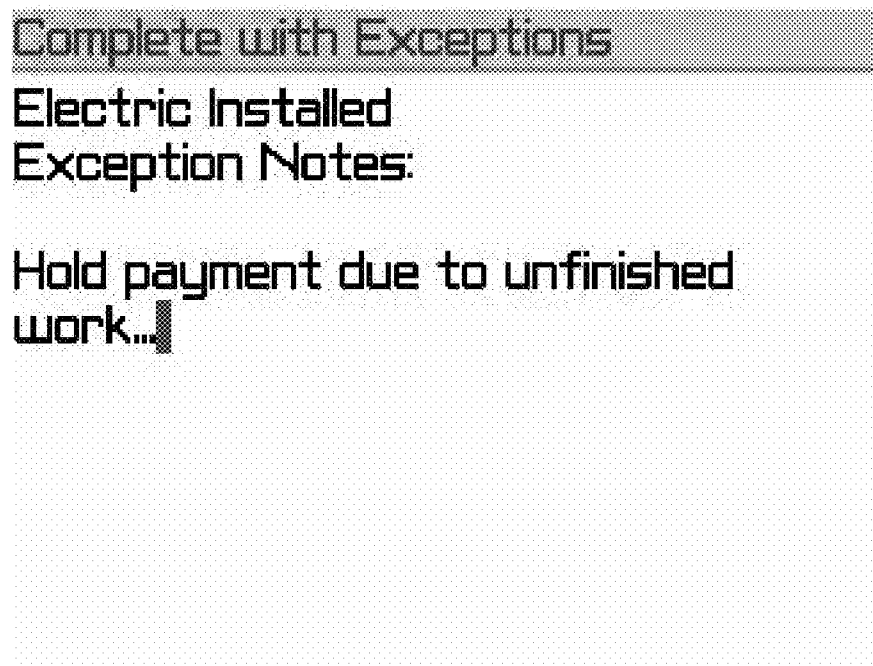 Complete with Exceptions
Electric Installed
Exception Notes:
Hold payment due to unfinished
work...